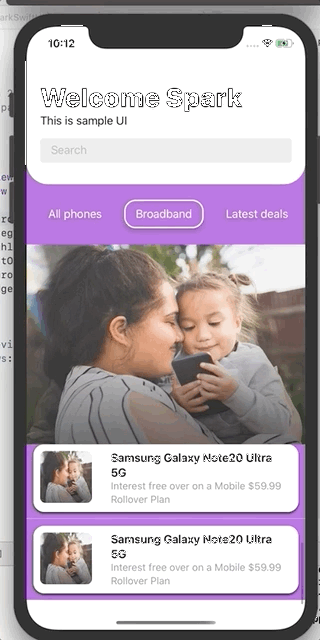 10:12
Welcome Spark
This is sample UI
Search
All phones
Broadband
Latest deals
Samsung Galaxy Note20 Ultra
5G
Interest free over on a Mobile $59.99
Rollover Plan
Samsung Galaxy Note20 Ultra
5G
Interest free over on a Mobile $59.99
Rollover Plan